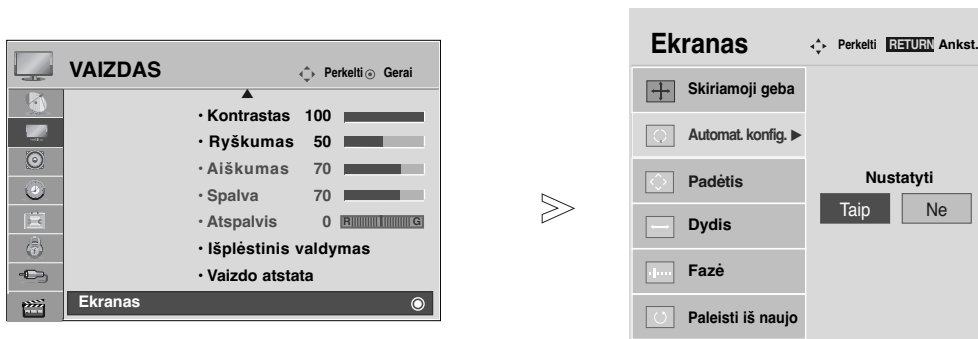 VAIZDAS
Perkelti Gerai
• Kontrastas 100
• Ryškumas 50
• Aiškumas 70
• Spalva 70
• Atspalvis 0 R G
• Išplėstinis valdymas
• Vaizdo atstata
Ekranas
Ekranas
Perkelti RETURN Ankst.
Skiriamoji geba
Automat. konfig. ►
Padėtis
Dydis
Fazė
Paleisti iš naujo
Nustatyti
Taip Ne